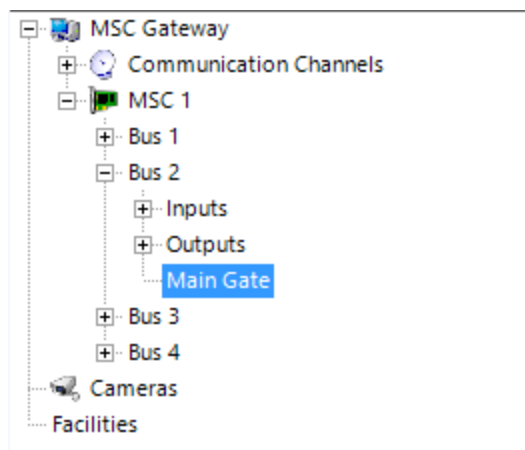 MSC Gateway
Communication Channels
MSC 1
Bus 1
Bus 2
Inputs
Outputs
Main Gate
Bus 3
Bus 4
Cameras
Facilities